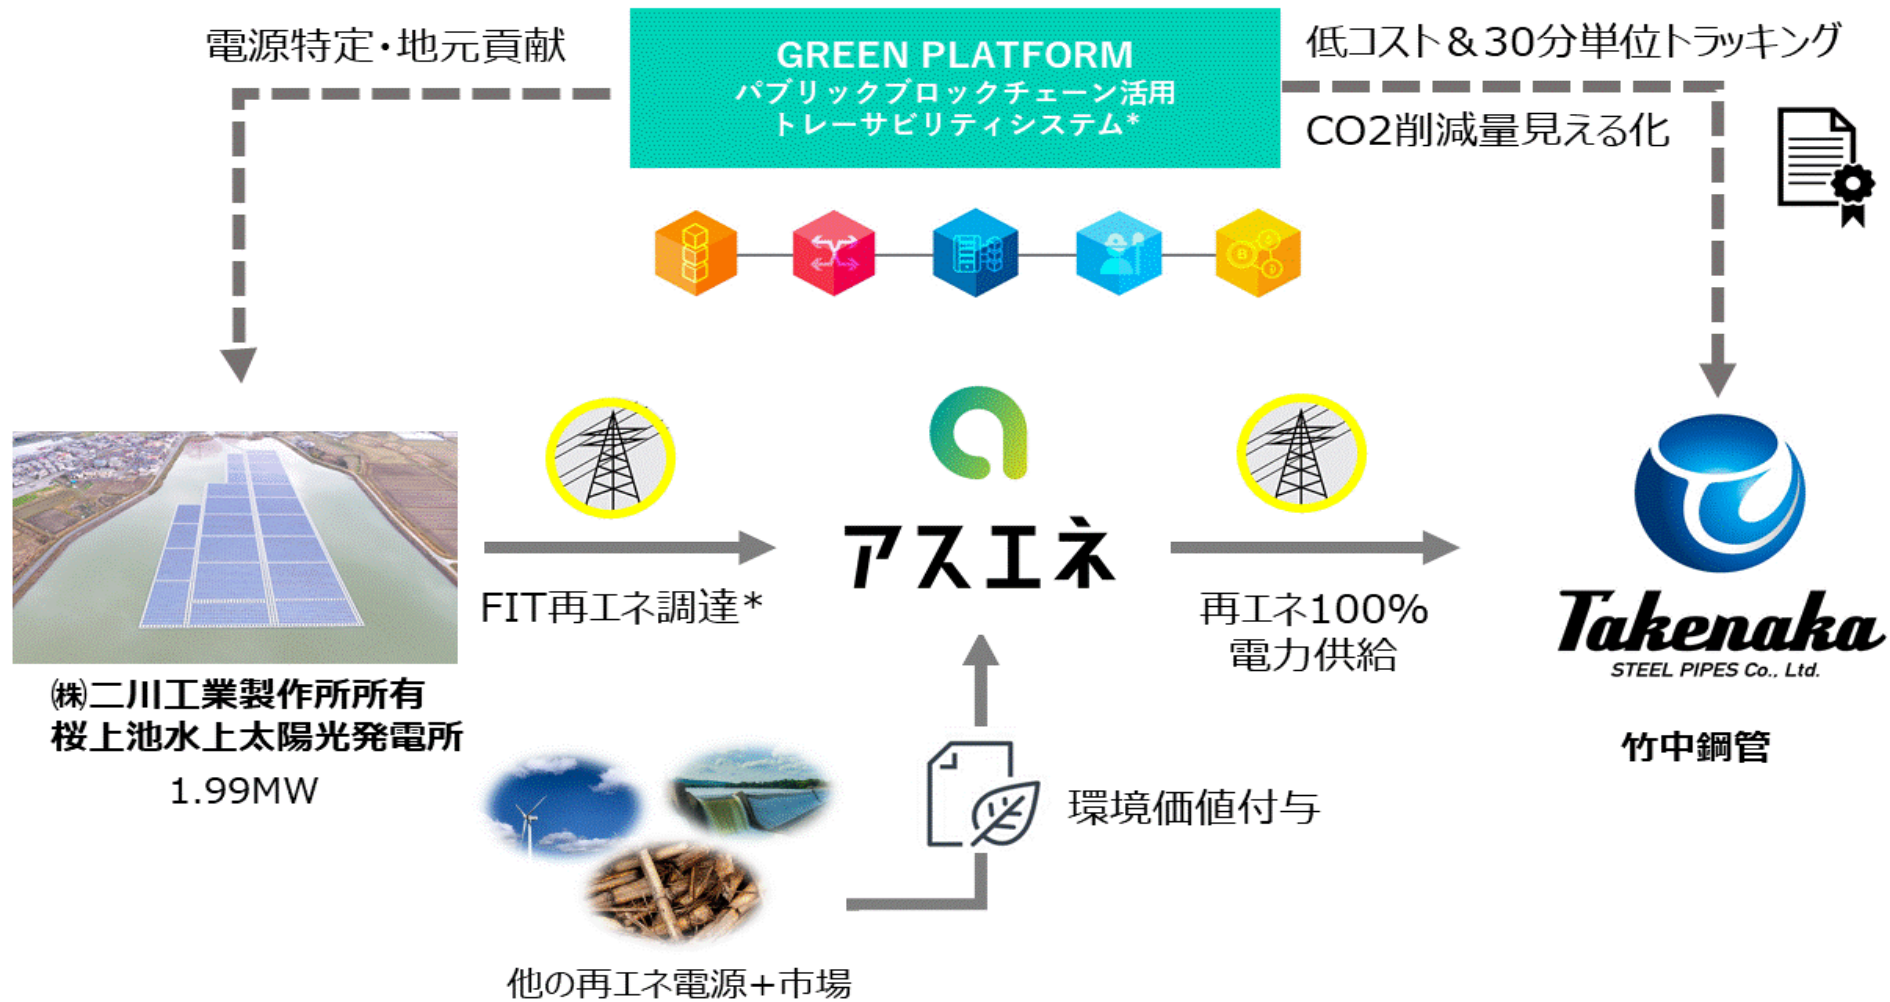 電源特定・地元貢献
GREEN PLATFORM
パブリックブロックチェーン活用
トレーサビリティシステム*
低コスト＆30分単位トラッキング
CO2削減量見える化
アスエネ
FIT再エネ調達*
再エネ100%
電力供給
Takenaka
STEEL PIPES Co., Ltd.
㈱二川工業製作所所有
桜上池水上太陽光発電所
1.99MW
竹中鋼管
環境価値付与
他の再エネ電源+市場